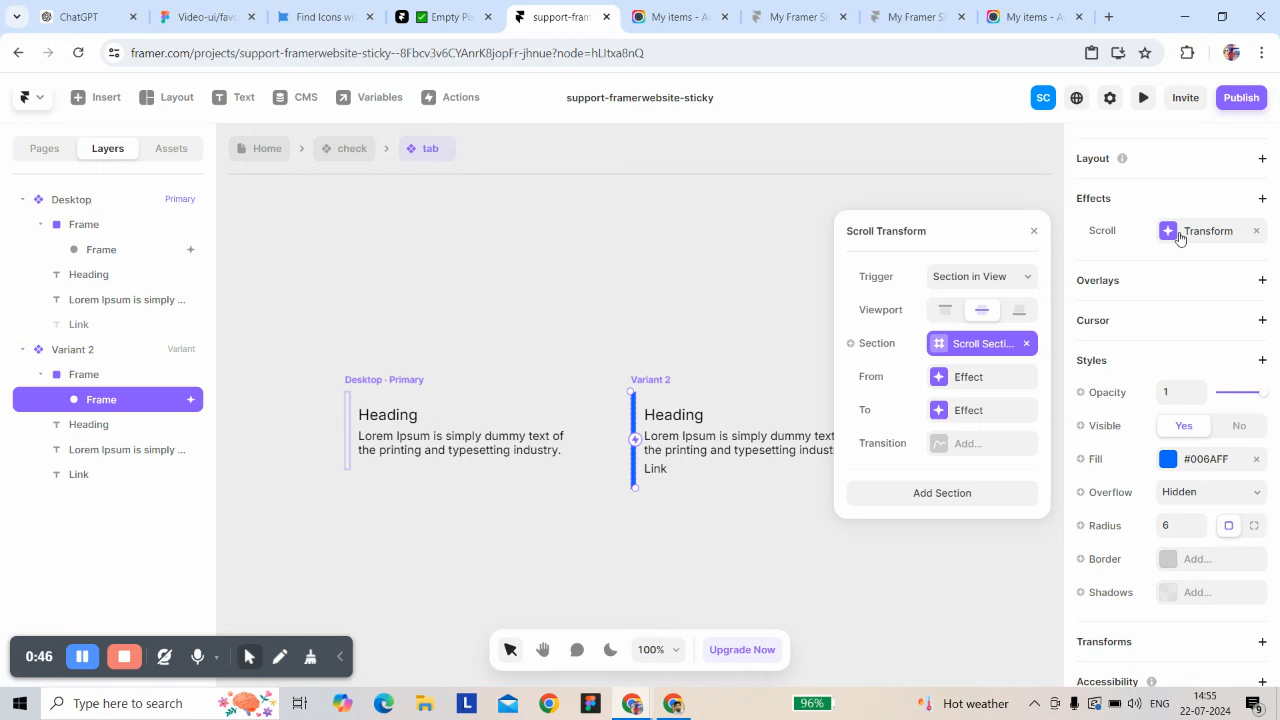 ChatGPT
Video-ui/favo
Find Icons w
Empty Pl
support-fram
My items - A
My Framer S
My Framer S
My items - A
framer.com/projects/support-framerwebsite-sticky--8Fbcv3v6CYAnrK8jopFr-jhnue?node=hLItxa8nQ
Insert
Layout
Text
CMS
Variables
Actions
support-framerwebsite-sticky
SC
Invite
Publish
Pages
Layers
Assets
Home
check
tab
Desktop
Primary
Frame
Frame
Heading
Lorem Ipsum is simply ...
Link
Variant 2
Variant
Frame
Frame
Heading
Lorem Ipsum is simply ...
Link
Desktop · Primary
Heading
Lorem Ipsum is simply dummy text of
the printing and typesetting industry.
Variant 2
Heading
Lorem Ipsum is simply dummy text
the printing and typesetting indust
Link
Scroll Transform
Trigger
Section in View
Viewport
Section
Scroll Secti...
From
Effect
To
Effect
Transition
Add...
Add Section
Layout
Effects
Scroll
Transform
Overlays
Cursor
Styles
Opacity
1
Visible
Yes
No
Fill
#006AFF
Overflow
Hidden
Radius
6
Border
Add...
Shadows
Add...
Transforms
Accessibility
0:46
100%
Upgrade Now
Type here to search
96%
Hot weather
ENG
14:55
22-07-2024
9